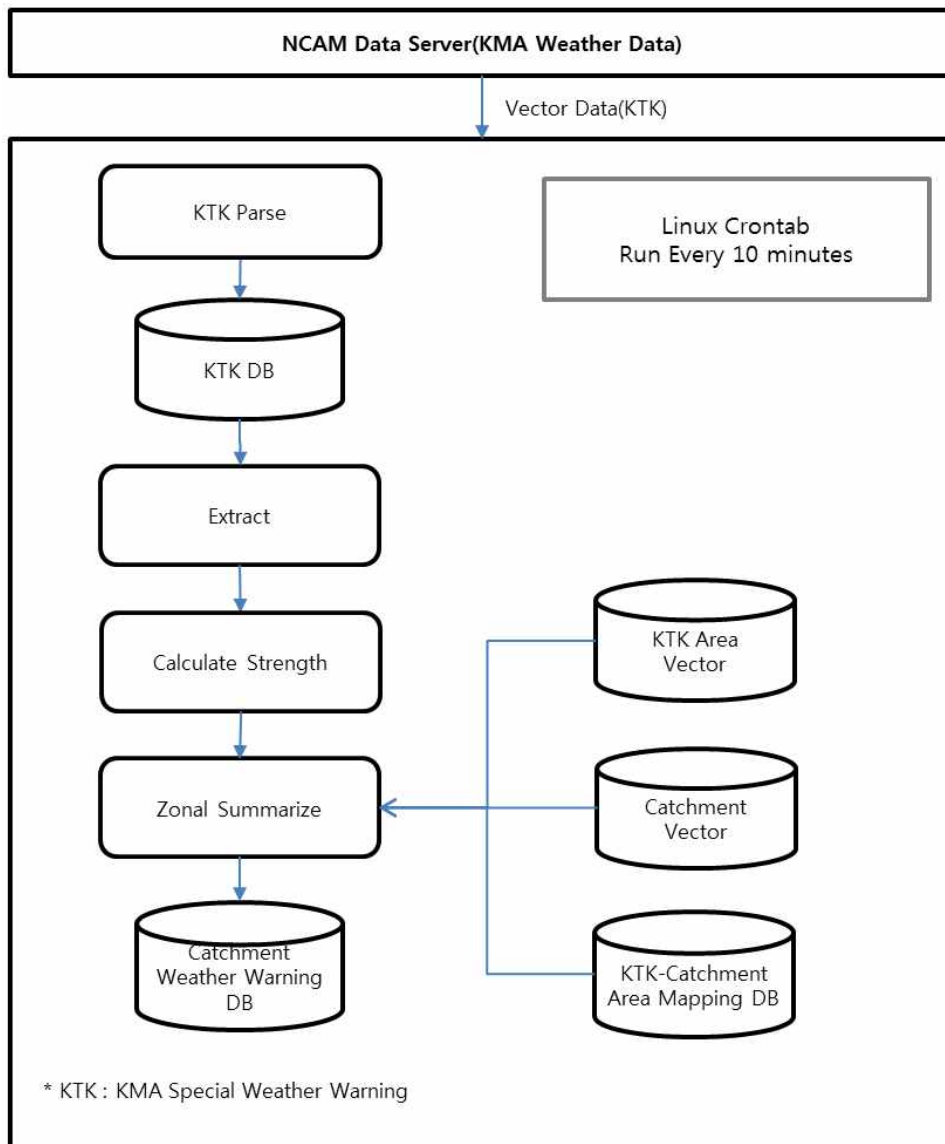 NCAM Data Server(KMA Weather Data)
Vector Data(KTK)
KTK Parse
Linux Crontab
Run Every 10 minutes
KTK DB
Extract
Calculate Strength
KTK Area
Vector
Zonal Summarize
Catchment
Vector
Catchment
Weather Warning
DB
KTK-Catchment
Area Mapping DB
* KTK : KMA Special Weather Warning